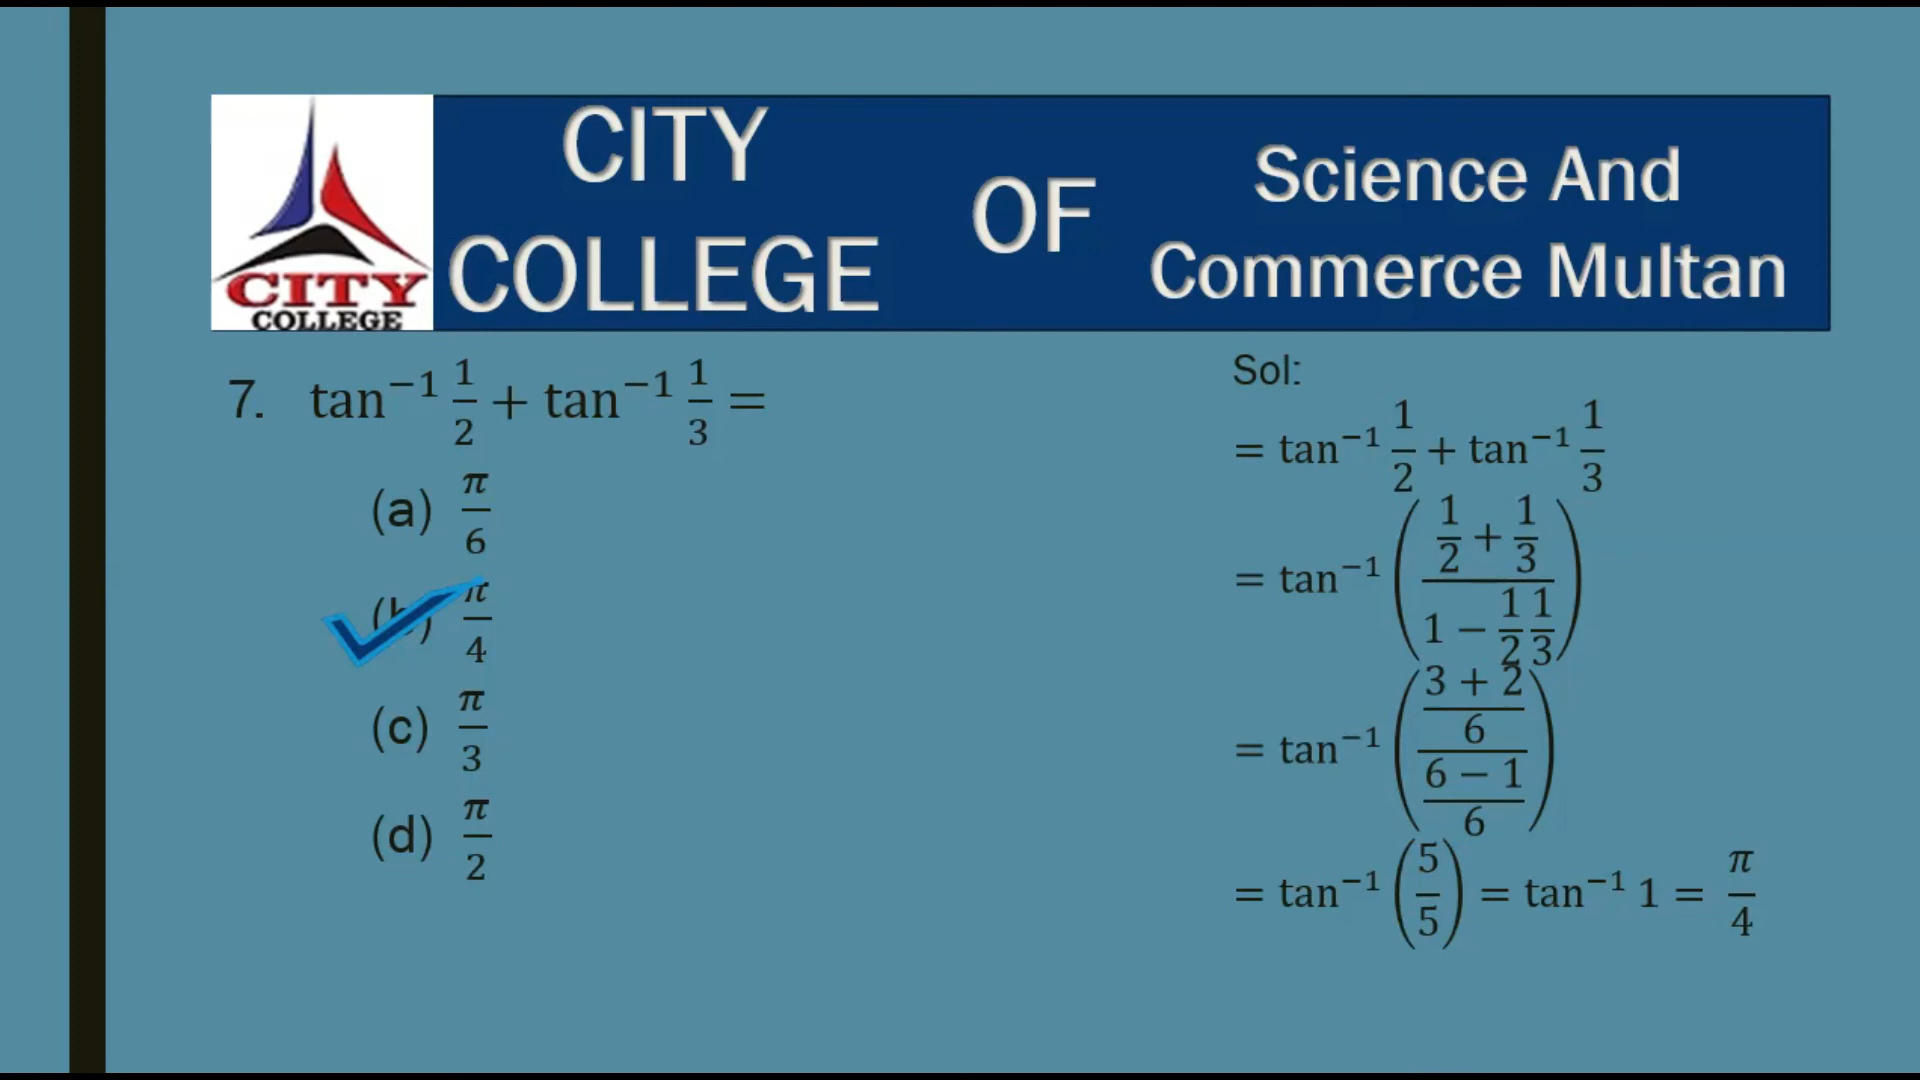 CITY COLLEGE OF Science And Commerce Multan
CITY
COLLEGE
7. tan⁻¹ 1/2 + tan⁻¹ 1/3 =
(a) π/6
(b) π/4
(c) π/3
(d) π/2
Sol:
= tan⁻¹ 1/2 + tan⁻¹ 1/3
= tan⁻¹ ((1/2 + 1/3)/(1 − 1/2 1/3))
= tan⁻¹ (((3 + 2)/6)/((6 − 1)/6))
= tan⁻¹ (5/5) = tan⁻¹ 1 = π/4